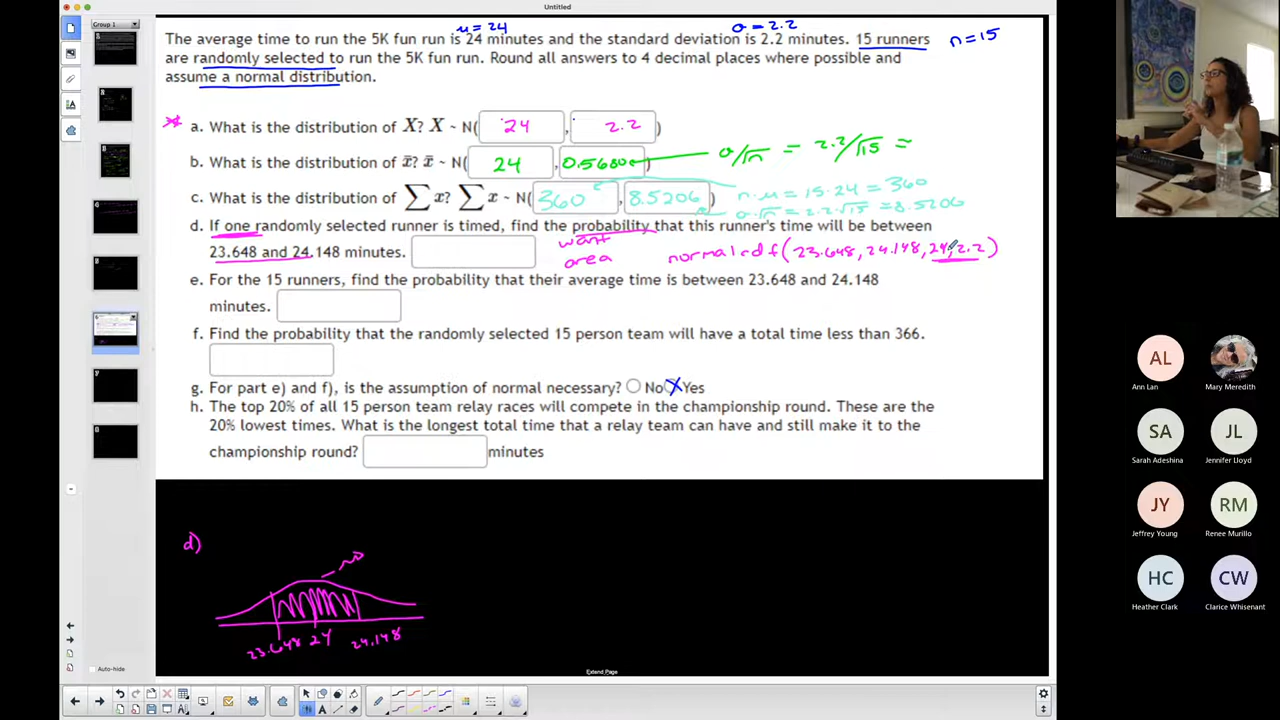 Untitled
Group 1
μ = 24
σ = 2.2
The average time to run the 5K fun run is 24 minutes and the standard deviation is 2.2 minutes. 15 runners
n = 15
are randomly selected to run the 5K fun run. Round all answers to 4 decimal places where possible and
assume a normal distribution.
a. What is the distribution of X? X ~ N( 24 , 2.2 )
b. What is the distribution of x̄? x̄ ~ N( 24 , 0.5680 )
σ/√n = 2.2/√15 =
c. What is the distribution of ∑x? ∑x ~ N( 360 , 8.5206 )
n·μ = 15·24 = 360
σ·√n = 2.2·√15 = 8.5206
d. If one randomly selected runner is timed, find the probability that this runner's time will be between
23.648 and 24.148 minutes.
want
area
normalcdf(23.648, 24.148, 24, 2.2)
e. For the 15 runners, find the probability that their average time is between 23.648 and 24.148
minutes.
f. Find the probability that the randomly selected 15 person team will have a total time less than 366.
g. For part e) and f), is the assumption of normal necessary? No X Yes
h. The top 20% of all 15 person team relay races will compete in the championship round. These are the
20% lowest times. What is the longest total time that a relay team can have and still make it to the
championship round? minutes
d)
23.648 24 24.148
Extend Page
Auto-hide
AL
Ann Lan
Mary Meredith
SA
Sarah Adeshina
JL
Jennifer Lloyd
JY
Jeffrey Young
RM
Renee Murillo
HC
Heather Clark
CW
Clarice Whisenant